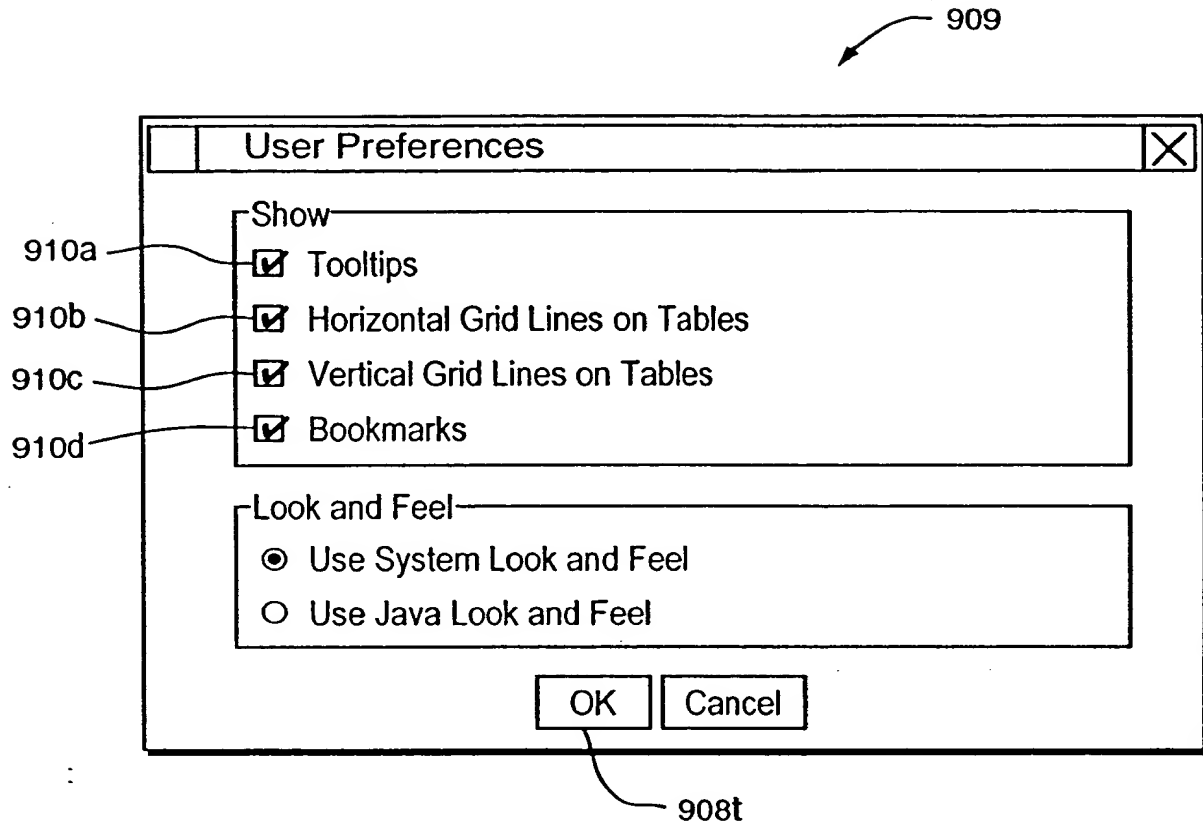 909
User Preferences
Show
910a
Tooltips
910b
Horizontal Grid Lines on Tables
910c
Vertical Grid Lines on Tables
910d
Bookmarks
Look and Feel
Use System Look and Feel
Use Java Look and Feel
OK
Cancel
908t